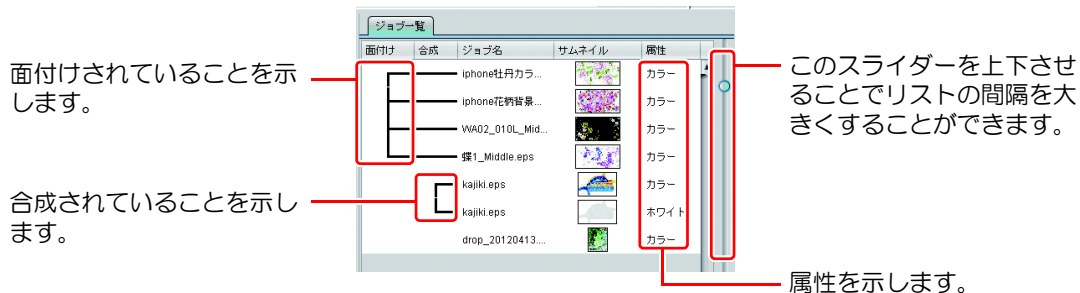 ジョブ一覧
面付け 合成 ジョブ名 サムネイル 属性
iphone牡丹カラ... カラー
iphone花柄背景... カラー
WA02_010L_Mid... カラー
蝶1_Middle.eps カラー
kajiki.eps カラー
kajiki.eps ホワイト
drop_20120413.... カラー
面付けされていることを示
します。
合成されていることを示し
ます。
このスライダーを上下させ
ることでリストの間隔を大
きくすることができます。
属性を示します。